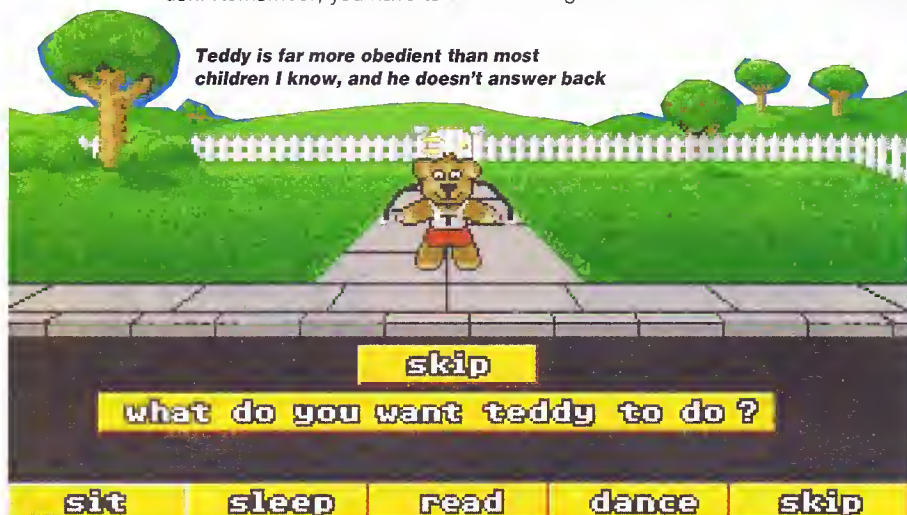 Teddy is far more obedient than most
children I know, and he doesn't answer back
T
skip
what do you want teddy to do ?
sit sleep read dance skip